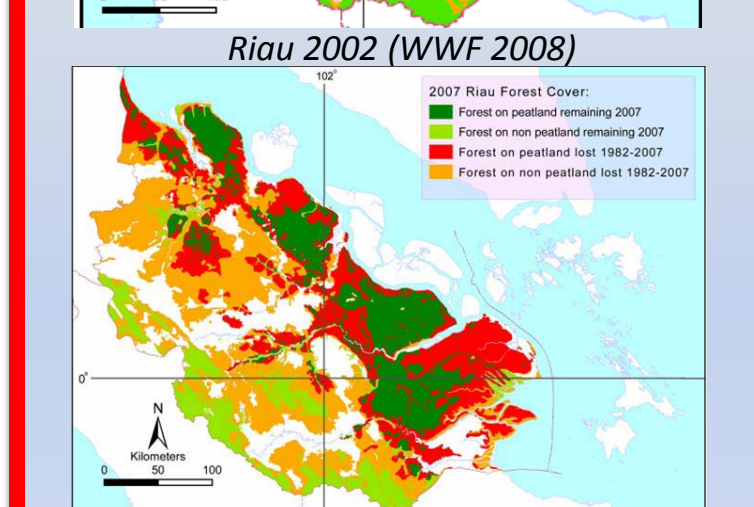 Riau 2002 (WWF 2008)
102°
2007 Riau Forest Cover:
Forest on peatland remaining 2007
Forest on non peatland remaining 2007
Forest on peatland lost 1982-2007
Forest on non peatland lost 1982-2007
0°
N
Kilometers
0 50 100